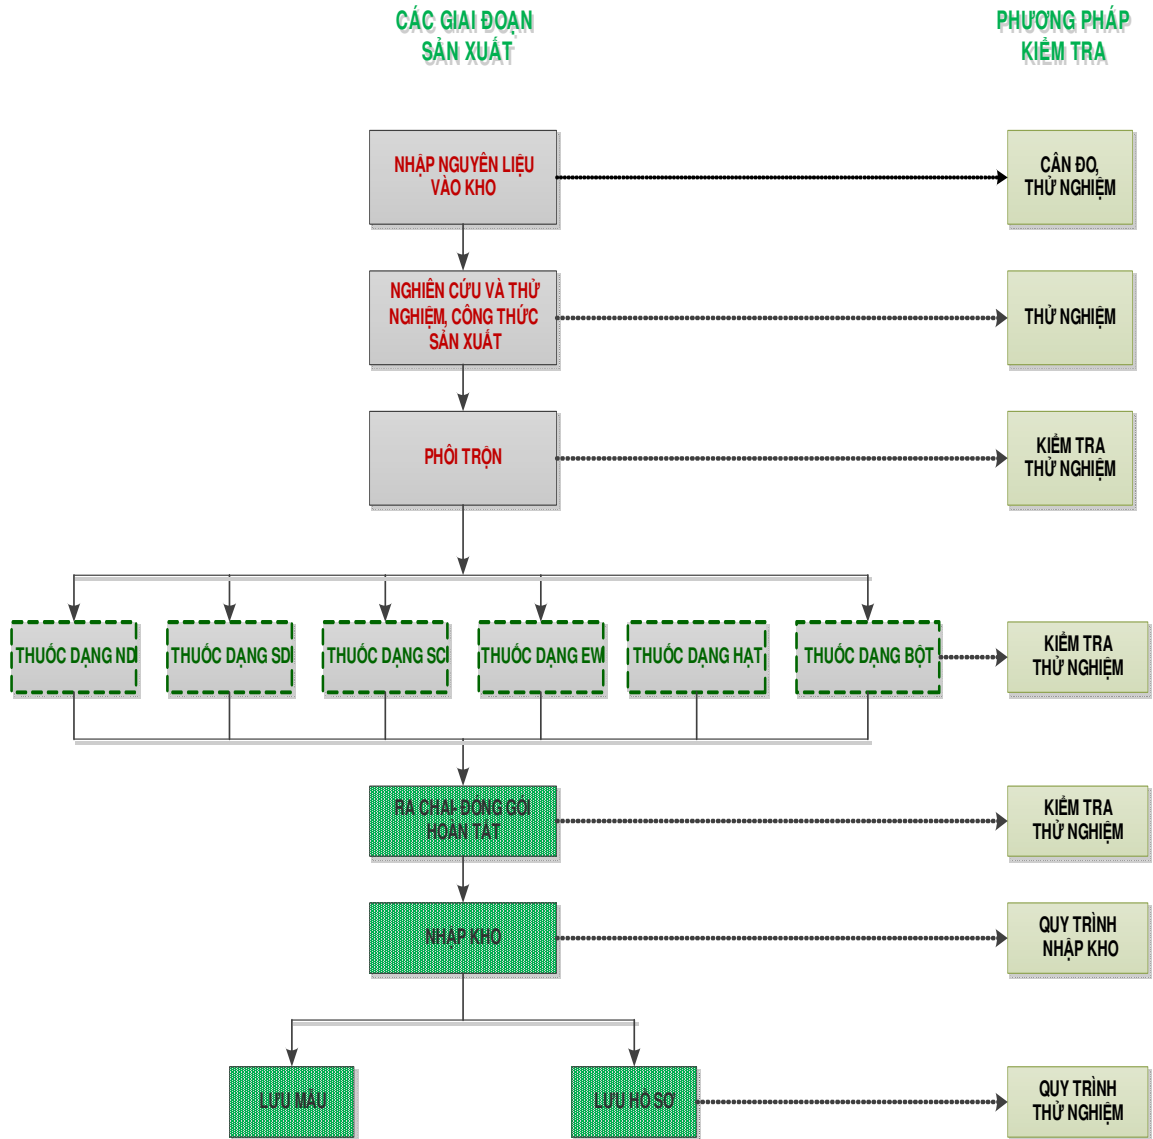 CÁC GIAI ĐOẠN
SẢN XUẤT
PHƯƠNG PHÁP
KIỂM TRA
NHẬP NGUYÊN LIỆU
VÀO KHO
CÂN ĐO,
THỬ NGHIỆM
NGHIÊN CỨU VÀ THỬ
NGHIỆM, CÔNG THỨC
SẢN XUẤT
THỬ NGHIỆM
PHÔI TRỘN
KIỂM TRA
THỬ NGHIỆM
THUỐC DẠNG ND
THUỐC DẠNG SD
THUỐC DẠNG SC
THUỐC DẠNG EW
THUỐC DẠNG HẠT
THUỐC DẠNG BỘT
KIỂM TRA
THỬ NGHIỆM
RA CHAI-ĐÓNG GÓI
HOÀN TẤT
KIỂM TRA
THỬ NGHIỆM
NHẬP KHO
QUY TRÌNH
NHẬP KHO
LƯU MẪU
LƯU HỒ SƠ
QUY TRÌNH
THỬ NGHIỆM